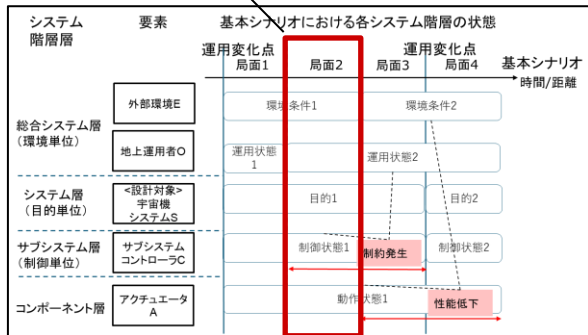 システム
階層層
要素
基本シナリオにおける各システム階層の状態
運用変化点
運用変化点
局面1
局面2
局面3
局面4
基本シナリオ
時間/距離
総合システム層
(環境単位)
外部環境E
環境条件1
環境条件2
地上運用者O
運用状態
1
運用状態2
システム層
(目的単位)
<設計対象>
宇宙機
システムS
目的1
目的2
サブシステム層
(制御単位)
サブシステム
コントローラC
制御状態1
制約発生
制御状態2
コンポーネント層
アクチュエータ
A
動作状態1
性能低下